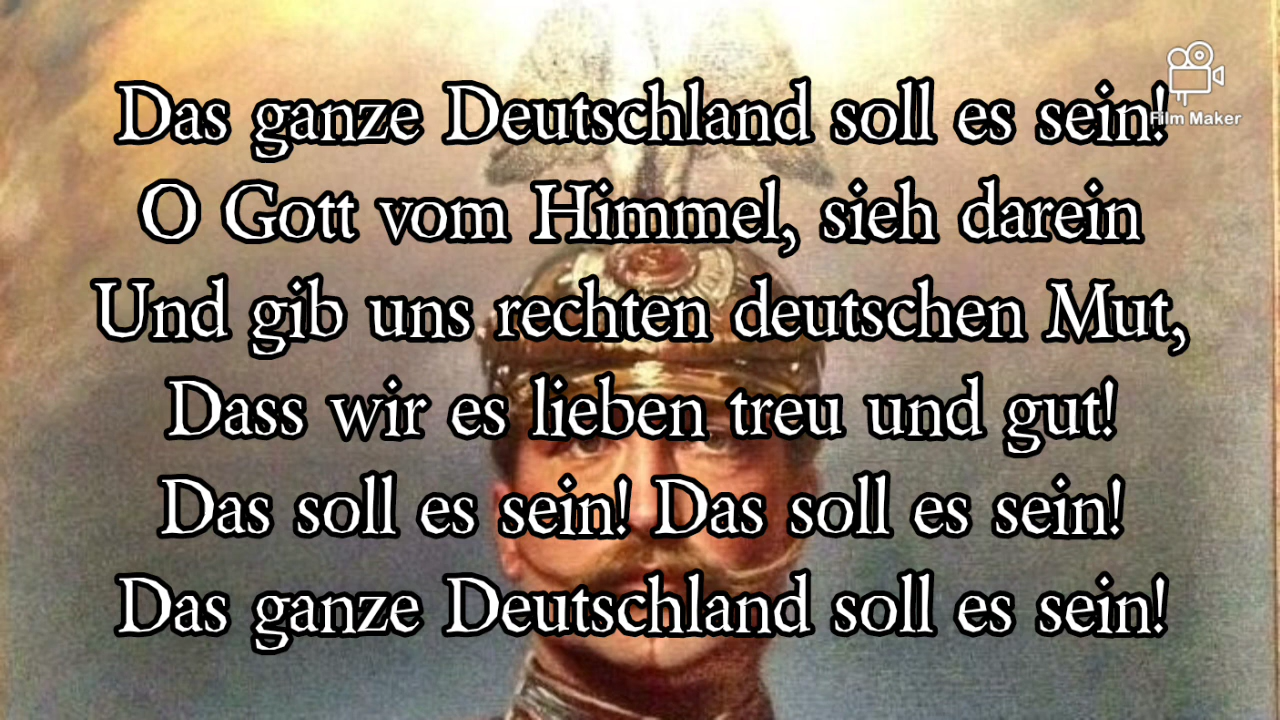 Film Maker
Das ganze Deutschland soll es sein!
O Gott vom Himmel, sieh darein
Und gib uns rechten deutschen Mut,
Dass wir es lieben treu und gut!
Das soll es sein! Das soll es sein!
Das ganze Deutschland soll es sein!